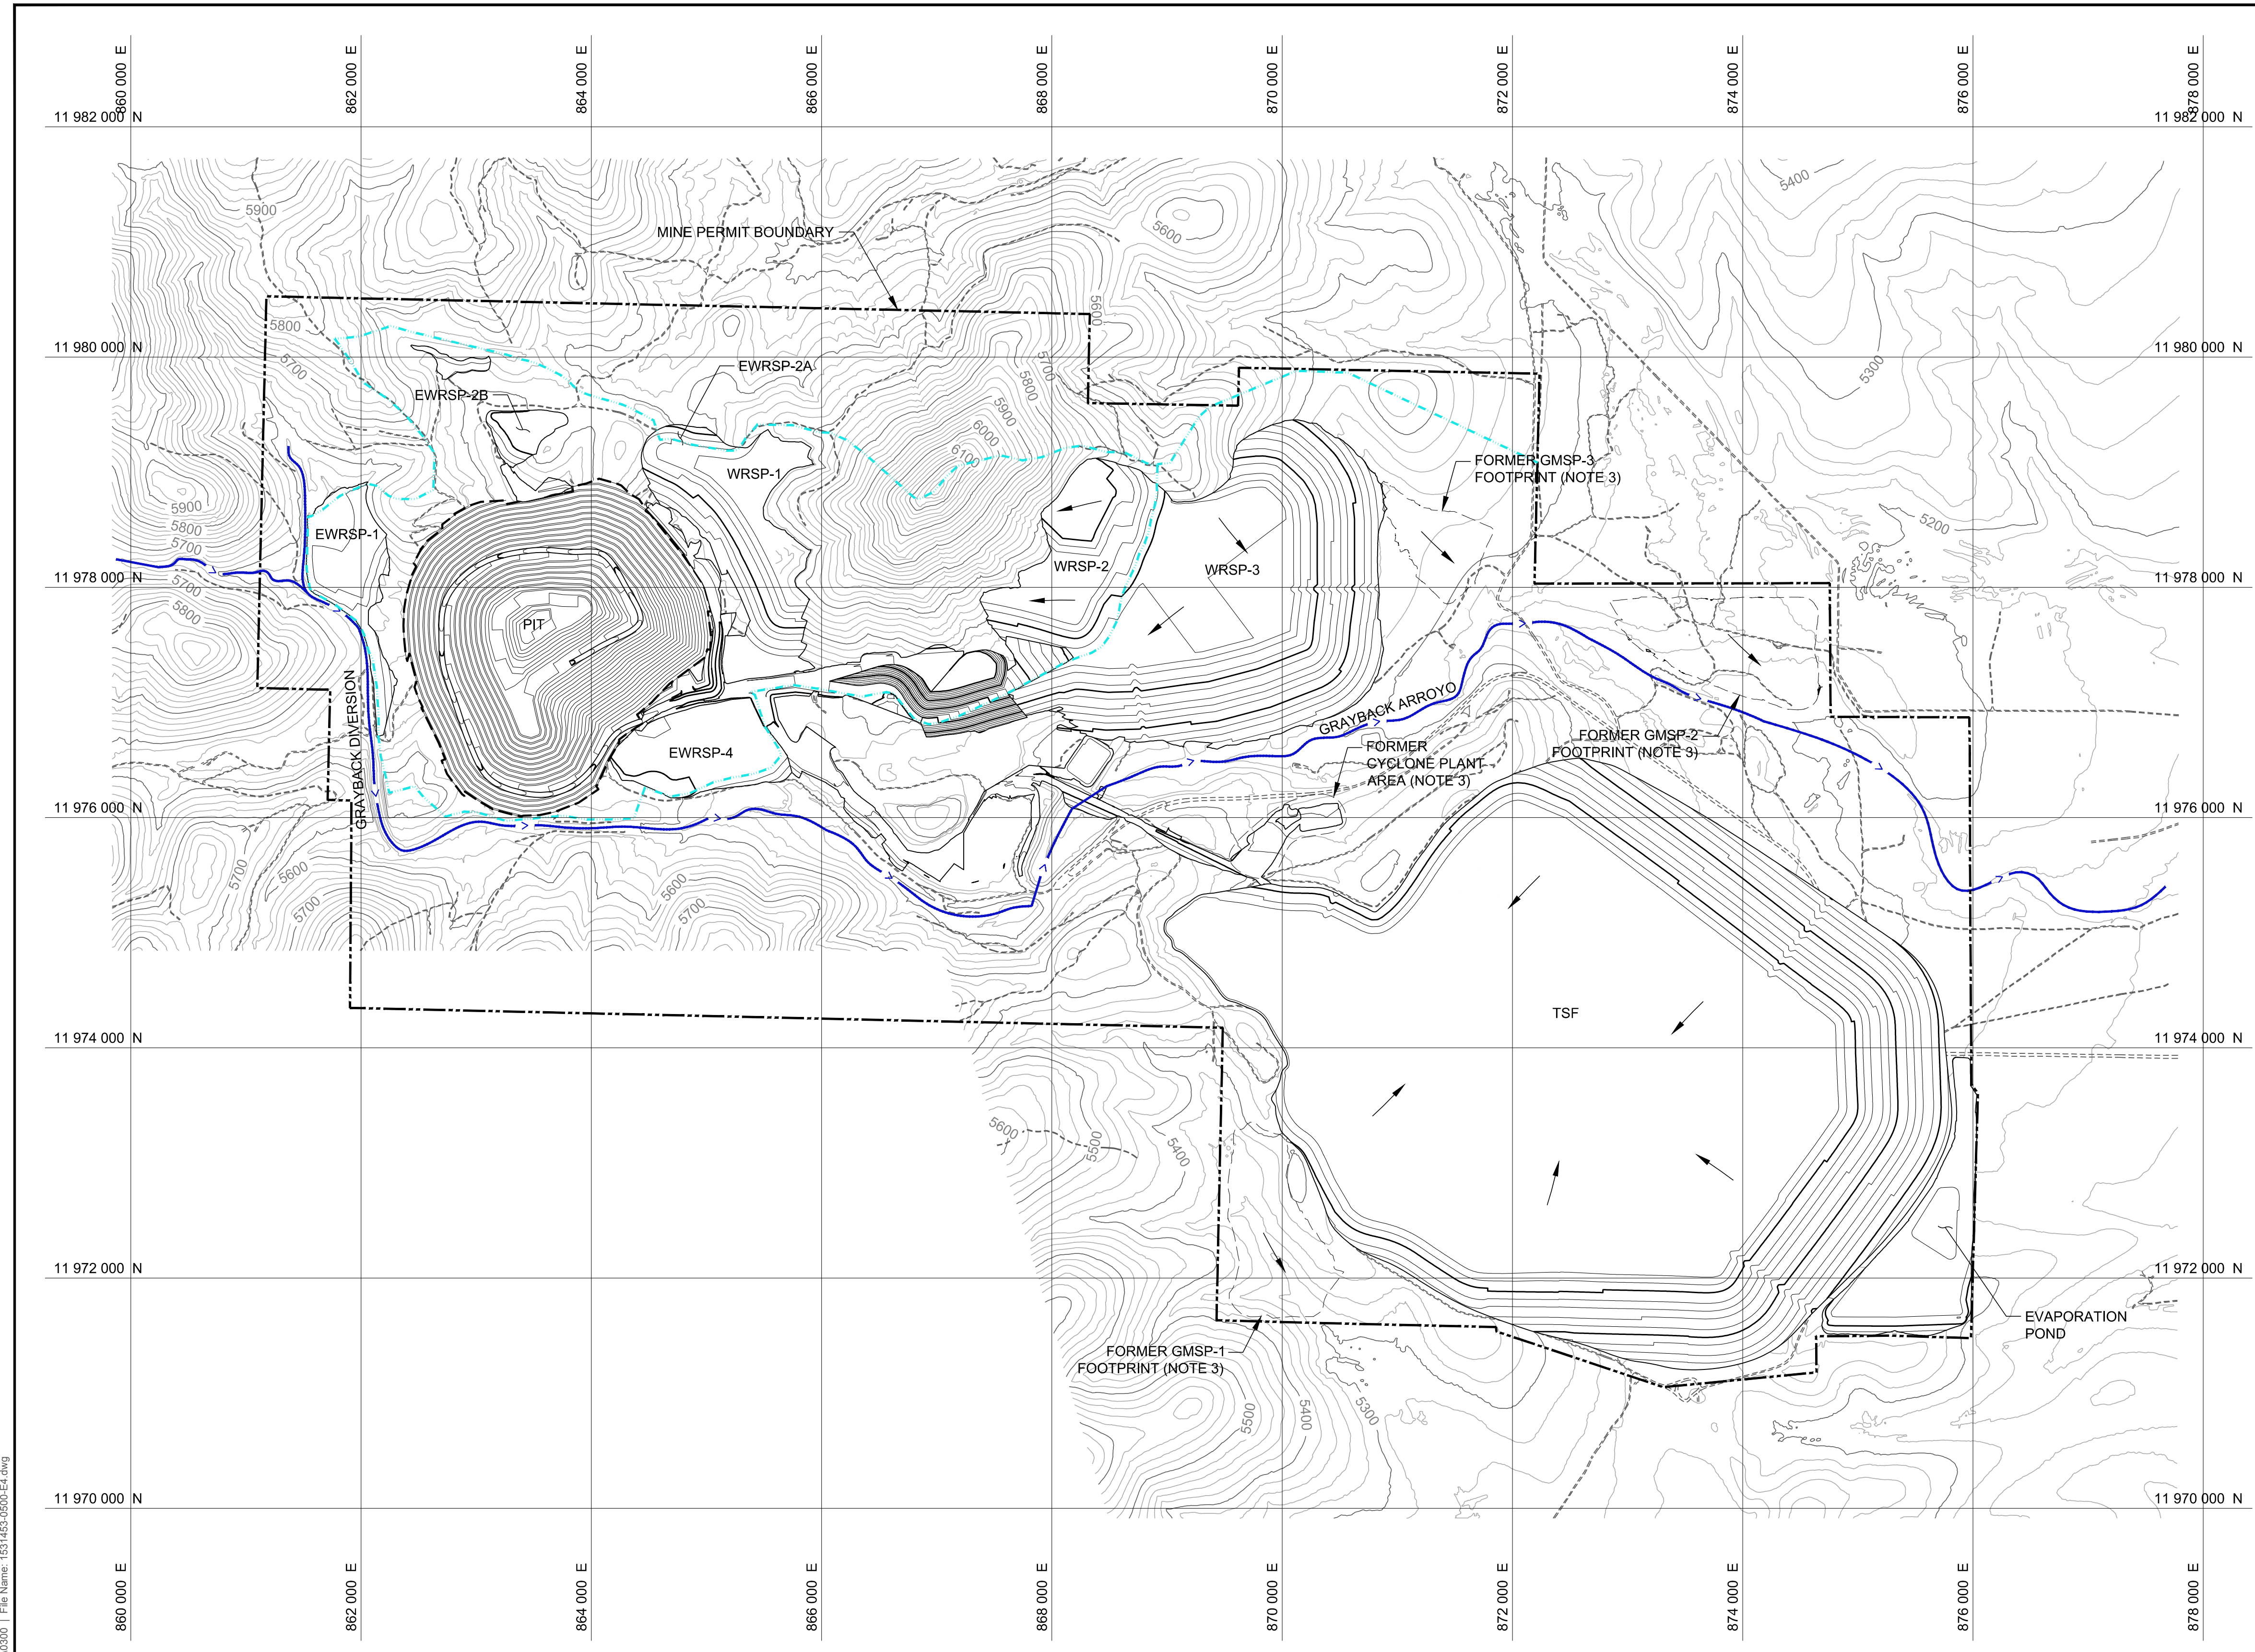 860 000 E
862 000 E
864 000 E
866 000 E
868 000 E
870 000 E
872 000 E
874 000 E
876 000 E
878 000 E
11 982 000 N
11 982 000 N
5900
5400
5600
MINE PERMIT BOUNDARY
5800
5600
5300
11 980 000 N
11 980 000 N
5700
5700
EWRSP-2A
5800
EWRSP-2B
5900
6000
6100
WRSP-1
FORMER GMSP-3
FOOTPRINT (NOTE 3)
5900
5800
5700
EWRSP-1
5200
11 978 000 N
11 978 000 N
WRSP-2
WRSP-3
5700
5800
PIT
GRAYBACK DIVERSION
GRAYBACK ARROYO
EWRSP-4
FORMER
CYCLONE PLANT
AREA (NOTE 3)
FORMER GMSP-2
FOOTPRINT (NOTE 3)
11 976 000 N
11 976 000 N
5700
5600
5700
5600
5700
TSF
11 974 000 N
11 974 000 N
5600
5500
5400
11 972 000 N
11 972 000 N
EVAPORATION
POND
FORMER GMSP-1
FOOTPRINT (NOTE 3)
5500
5400
5300
11 970 000 N
11 970 000 N
860 000 E
862 000 E
864 000 E
866 000 E
868 000 E
870 000 E
872 000 E
874 000 E
876 000 E
878 000 E
0300 | File Name: 1531453-0500-E4.dwg